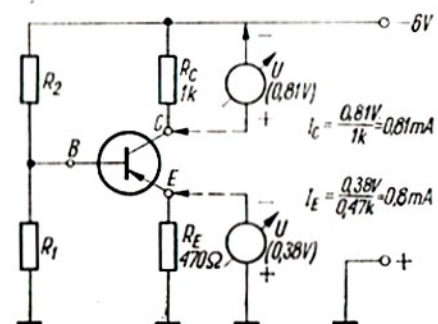 −6V
R2
RC
1k
−
U
(0,81V)
+
C
IC = 0,81V/1k = 0,81mA
B
E
−
IE = 0,38V/0,47k = 0,8mA
R1
RE
470Ω
U
(0,38V)
+
+